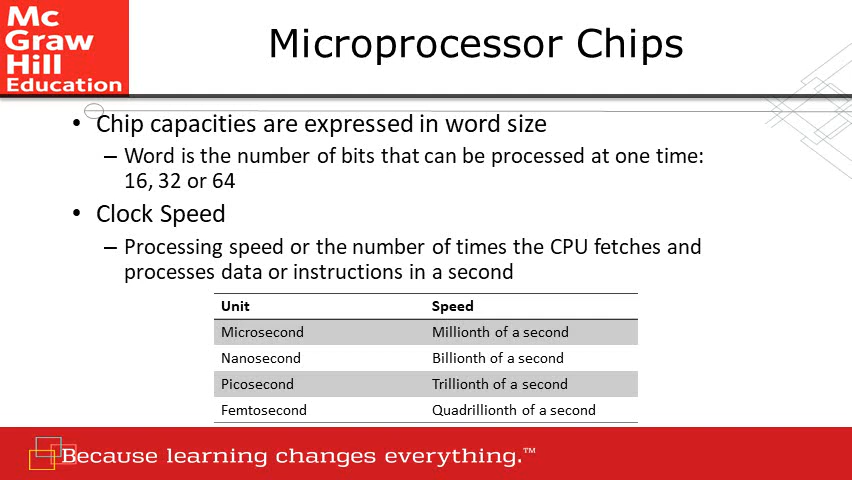 Mc
Graw
Hill
Education
Microprocessor Chips
• Chip capacities are expressed in word size
– Word is the number of bits that can be processed at one time:
16, 32 or 64
• Clock Speed
– Processing speed or the number of times the CPU fetches and
processes data or instructions in a second
Unit Speed
Microsecond Millionth of a second
Nanosecond Billionth of a second
Picosecond Trillionth of a second
Femtosecond Quadrillionth of a second
Because learning changes everything.™